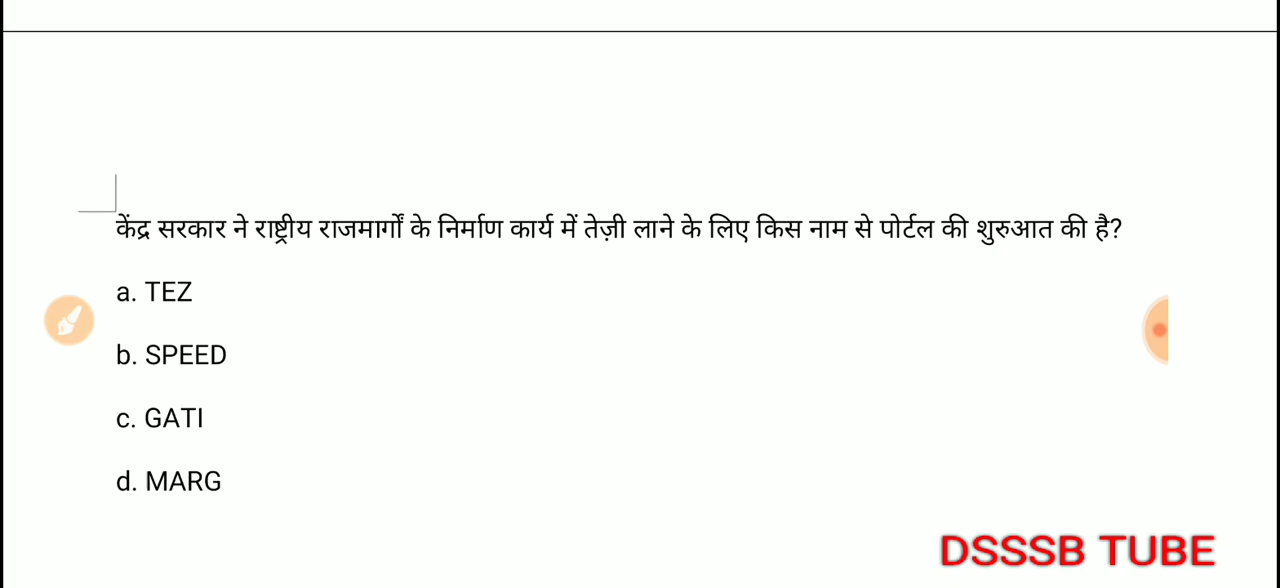 केंद्र सरकार ने राष्ट्रीय राजमार्गों के निर्माण कार्य में तेज़ी लाने के लिए किस नाम से पोर्टल की शुरुआत की है?
a. TEZ
b. SPEED
c. GATI
d. MARG
DSSSB TUBE